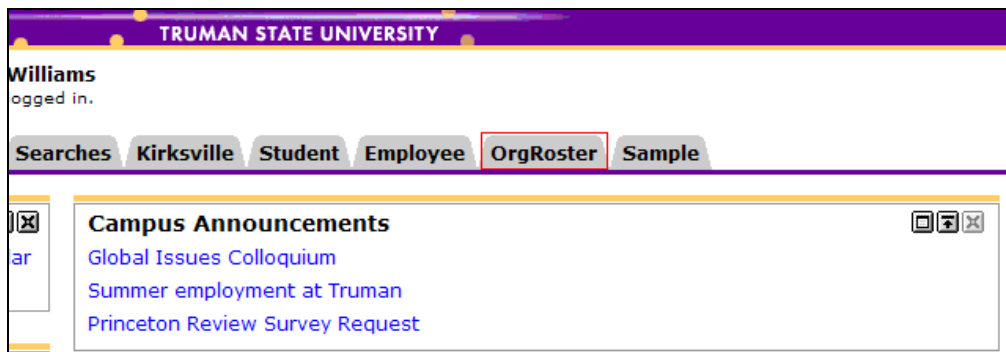 TRUMAN STATE UNIVERSITY
Williams
ogged in.
Searches Kirksville Student Employee OrgRoster Sample
Campus Announcements
ar Global Issues Colloquium
Summer employment at Truman
Princeton Review Survey Request